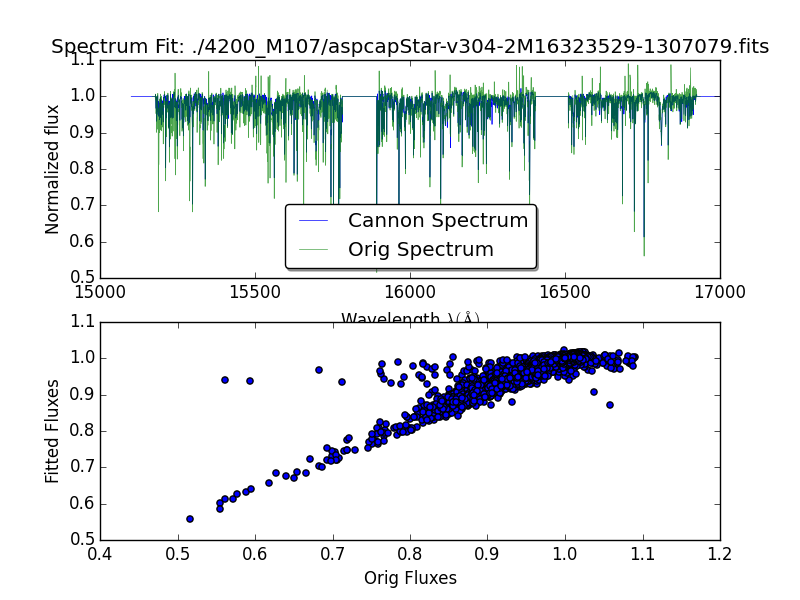 Spectrum Fit: ./4200_M107/aspcapStar-v304-2M16323529-1307079.fits
1.1
1.0
0.9
0.8
0.7
0.6
0.5
Normalized flux
Cannon Spectrum
Orig Spectrum
15000 15500 16000 16500 17000
Wavelength λ(Å)
1.1
1.0
0.9
0.8
0.7
0.6
0.5
Fitted Fluxes
0.4 0.5 0.6 0.7 0.8 0.9 1.0 1.1 1.2
Orig Fluxes